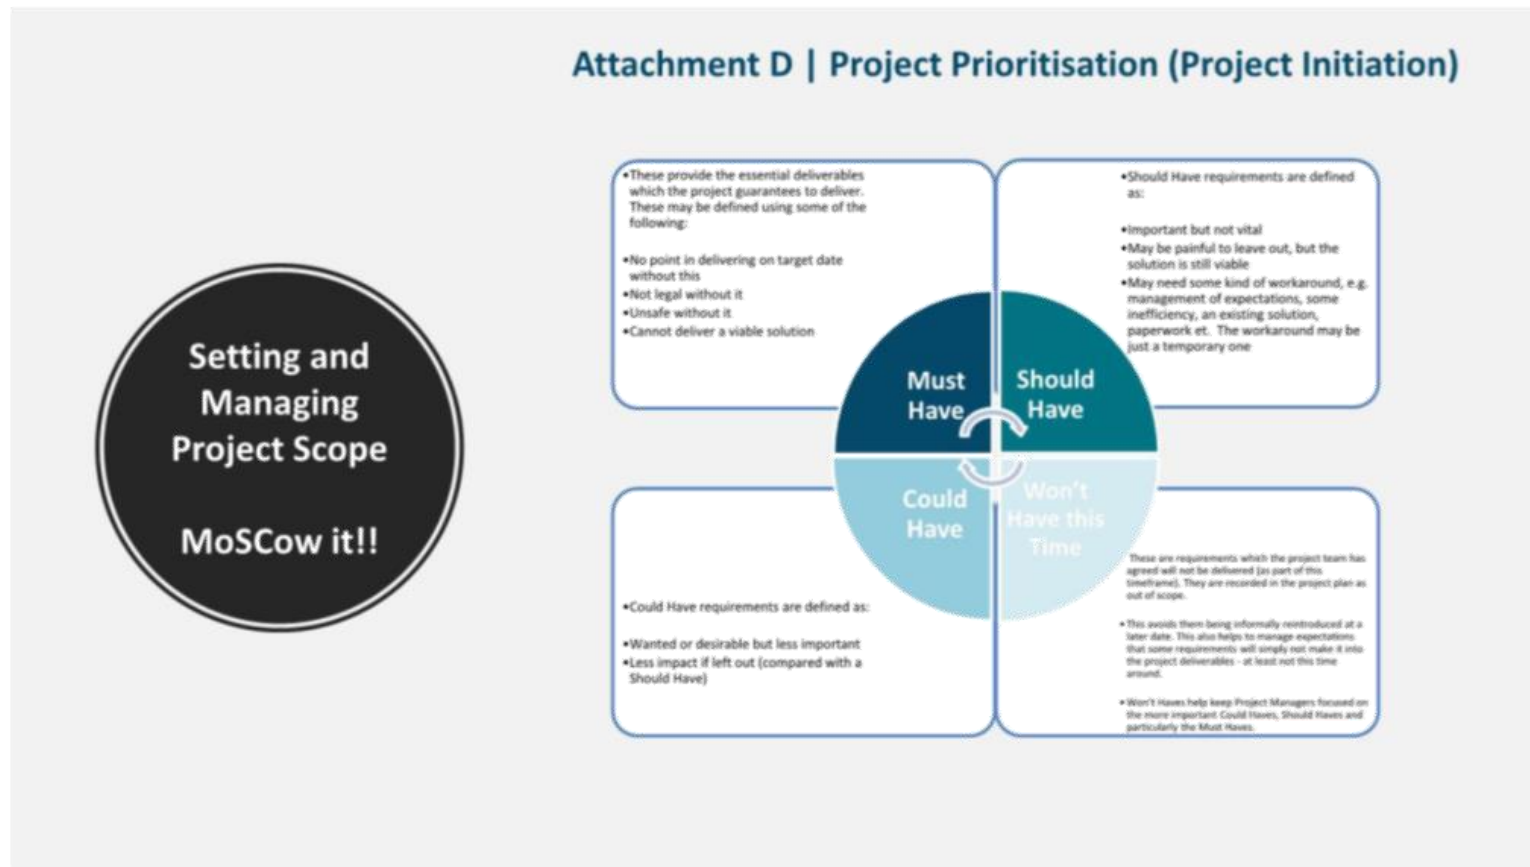 Attachment D | Project Prioritisation (Project Initiation)
Setting and
Managing
Project Scope
MoSCow it!!
•These provide the essential deliverables
which the project guarantees to deliver.
These may be defined using some of the
following:
•No point in delivering on target date
without this
•Not legal without it
•Unsafe without it
•Cannot deliver a viable solution
•Should Have requirements are defined
as:
•Important but not vital
•May be painful to leave out, but the
solution is still viable
•May need some kind of workaround, e.g.
management of expectations, some
inefficiency, an existing solution,
paperwork et. The workaround may be
just a temporary one
Must
Have
Should
Have
Could
Have
Won't
Have this
Time
•Could Have requirements are defined as:
•Wanted or desirable but less important
•Less impact if left out (compared with a
Should Have)
These are requirements which the project team has
agreed will not be delivered (as part of this
timeframe). They are recorded in the project plan as
out of scope.
•This avoids them being informally reintroduced at a
later date. This also helps to manage expectations
that some requirements will simply not make it into
the project deliverables - at least not this time
around.
•Won't Haves help keep Project Managers focused on
the more important Could Haves, Should Haves and
particularly the Must Haves.